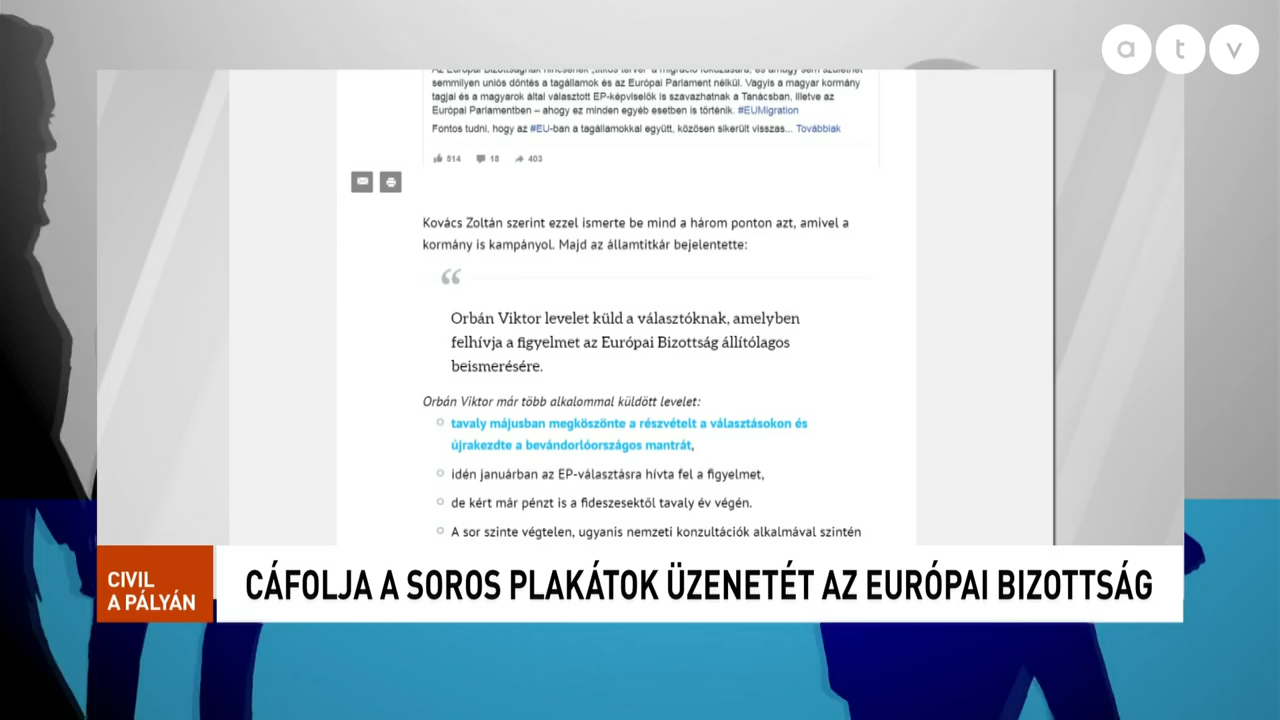 atv
Az Európai Bizottságnak nincsenek „titkos tervei" a migráció fokozására, és amúgy sem születhet
semmilyen uniós döntés a tagállamok és az Európai Parlament nélkül. Vagyis a magyar kormány
tagjai és a magyarok által választott EP-képviselők is szavazhatnak a Tanácsban, illetve az
Európai Parlamentben – ahogy ez minden egyéb esetben is történik. #EUMigration
Fontos tudni, hogy az #EU-ban a tagállamokkal együtt, közösen sikerült visszas... Továbbiak
514 18 403
Kovács Zoltán szerint ezzel ismerte be mind a három ponton azt, amivel a
kormány is kampányol. Majd az államtitkár bejelentette:
“
Orbán Viktor levelet küld a választóknak, amelyben
felhívja a figyelmet az Európai Bizottság állítólagos
beismerésére.
Orbán Viktor már több alkalommal küldött levelet:
tavaly májusban megköszönte a részvételt a választásokon és
újrakezdte a bevándorlóországos mantrát,
idén januárban az EP-választásra hívta fel a figyelmet,
de kért már pénzt is a fideszesektől tavaly év végén.
A sor szinte végtelen, ugyanis nemzeti konzultációk alkalmával szintén
CIVIL
A PÁLYÁN
CÁFOLJA A SOROS PLAKÁTOK ÜZENETÉT AZ EURÓPAI BIZOTTSÁG